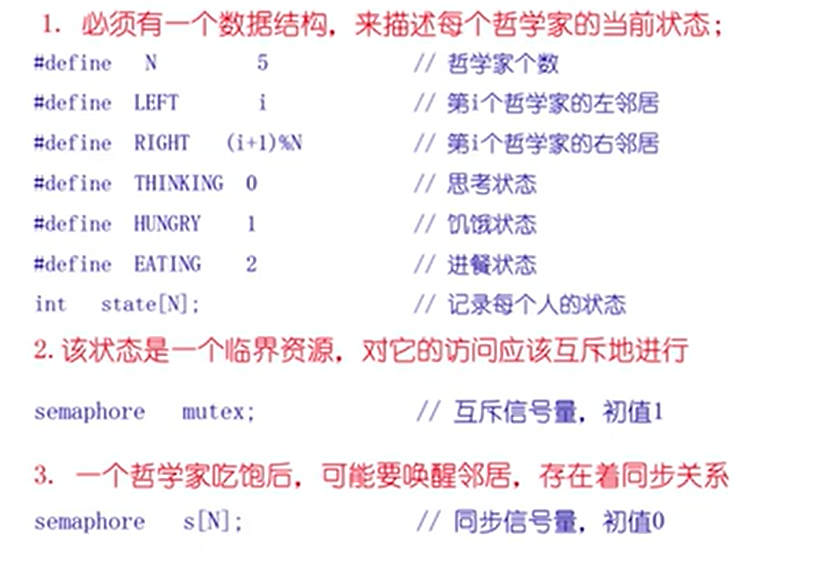 1. 必须有一个数据结构，来描述每个哲学家的当前状态；
#define N 5 // 哲学家个数
#define LEFT i // 第i个哲学家的左邻居
#define RIGHT (i+1)%N // 第i个哲学家的右邻居
#define THINKING 0 // 思考状态
#define HUNGRY 1 // 饥饿状态
#define EATING 2 // 进餐状态
int state[N]; // 记录每个人的状态
2.该状态是一个临界资源，对它的访问应该互斥地进行
semaphore mutex; // 互斥信号量，初值1
3. 一个哲学家吃饱后，可能要唤醒邻居，存在着同步关系
semaphore s[N]; // 同步信号量，初值0